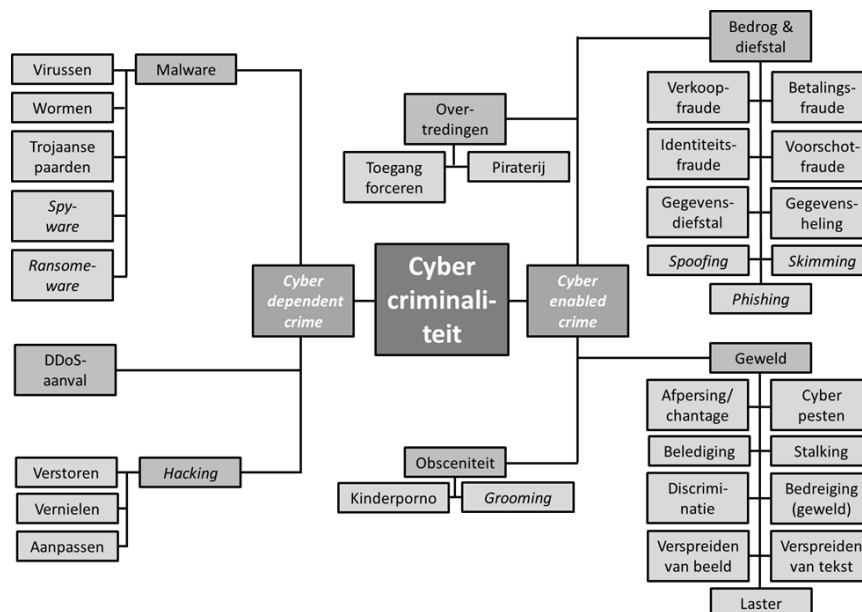 Cyber
criminali-
teit
Cyber
dependent
crime
Malware
Virussen
Wormen
Trojaanse
paarden
Spy-
ware
Ransome-
ware
DDoS-
aanval
Hacking
Verstoren
Vernielen
Aanpassen
Cyber
enabled
crime
Over-
tredingen
Toegang
forceren
Piraterij
Obsceniteit
Kinderporno
Grooming
Bedrog &
diefstal
Verkoop-
fraude
Betalings-
fraude
Identiteits-
fraude
Voorschot-
fraude
Gegevens-
diefstal
Gegevens-
heling
Spoofing
Skimming
Phishing
Geweld
Afpersing/
chantage
Cyber
pesten
Belediging
Stalking
Discrimi-
natie
Bedreiging
(geweld)
Verspreiden
van beeld
Verspreiden
van tekst
Laster